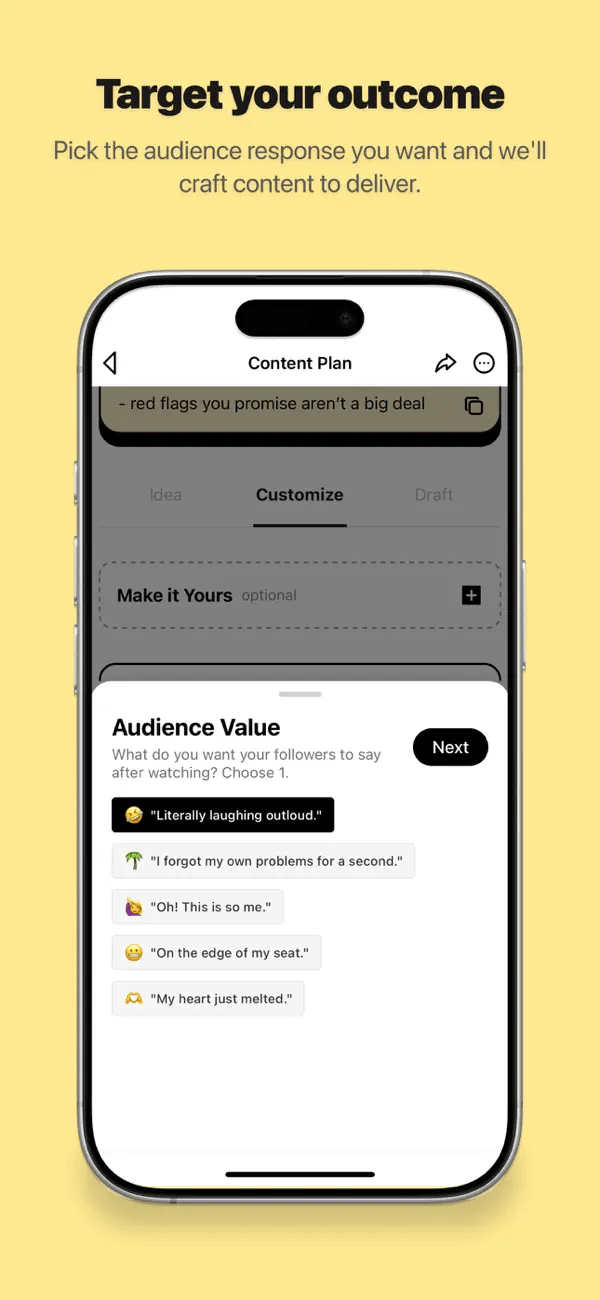 Target your outcome
Pick the audience response you want and we'll
craft content to deliver.
Content Plan
- red flags you promise aren’t a big deal
Idea
Customize
Draft
Make it Yours optional
Audience Value
What do you want your followers to say
after watching? Choose 1.
Next
🤣 "Literally laughing outloud."
🌴 "I forgot my own problems for a second."
🙋‍♀️ "Oh! This is so me."
😬 "On the edge of my seat."
🫶 "My heart just melted."